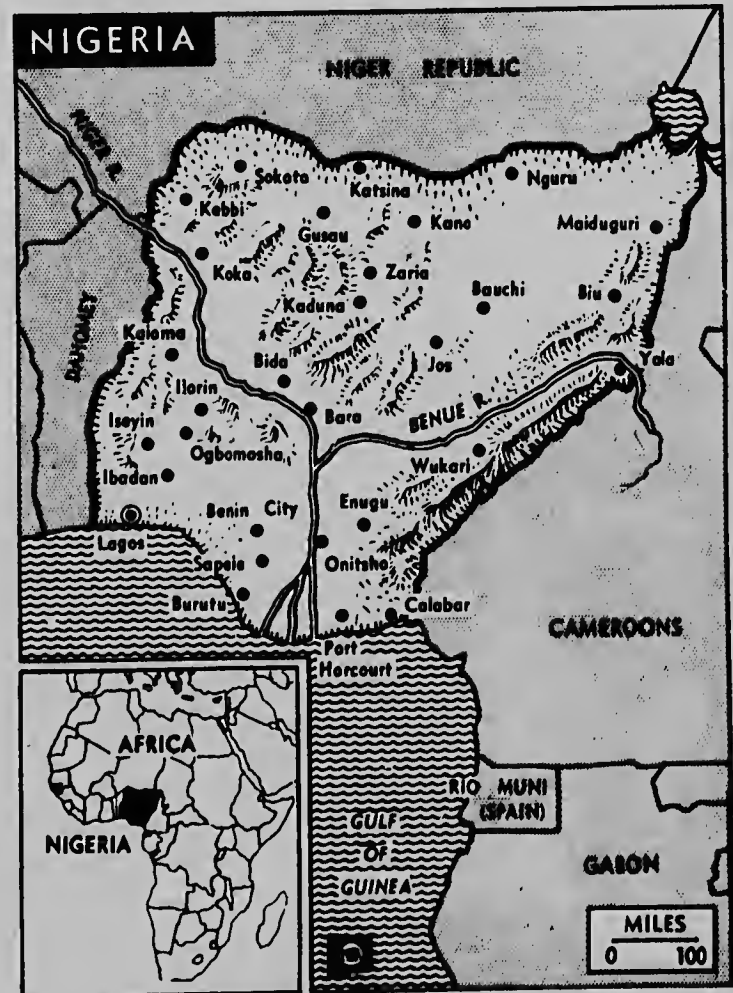 NIGERIA
NIGER REPUBLIC
NIGER R.
Sokoto
Katsina
Nguru
Kebbi
Gusau
Kano
Maiduguri
Koka
Zaria
Kaduna
Bauchi
Biu
DAHOMEY
Kaiama
Bida
Jos
Yola
Ilorin
Bara
BENUE R.
Iseyin
Ogbomosho
Wukari
Ibadan
Benin City
Enugu
Lagos
Sapele
Onitsha
Burutu
Calabar
Port
Harcourt
CAMEROONS
AFRICA
NIGERIA
RIO MUNI
(SPAIN)
GULF
OF
GUINEA
GABON
MILES
0 100